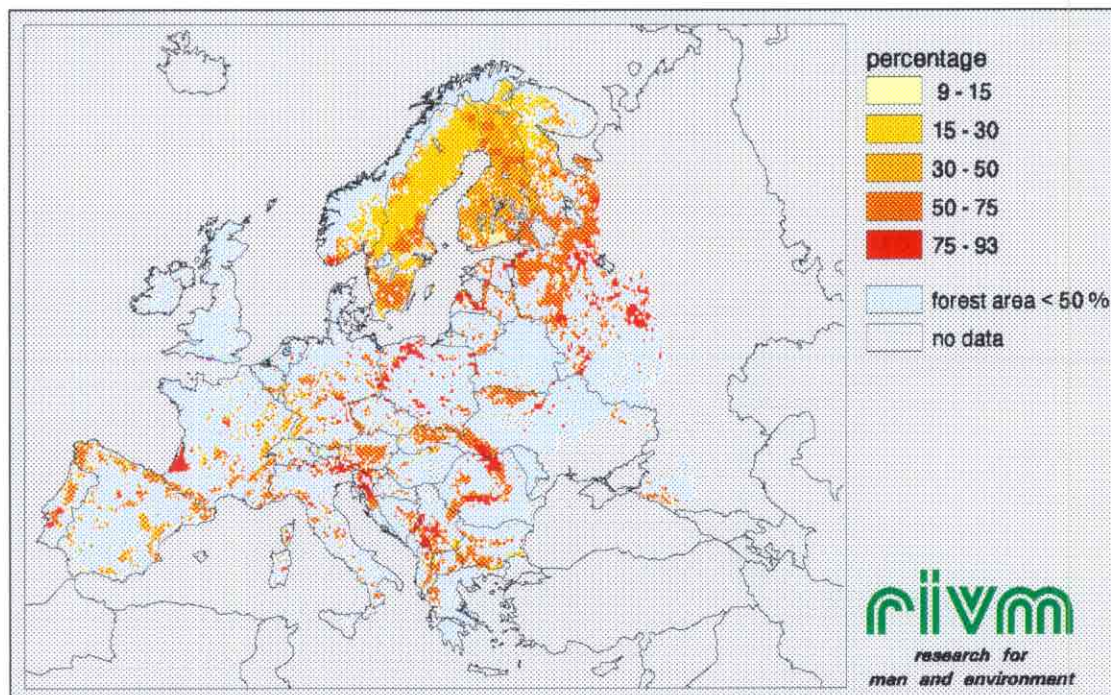 percentage
9 - 15
15 - 30
30 - 50
50 - 75
75 - 93
forest area < 50 %
no data
riivm
research for
man and environment